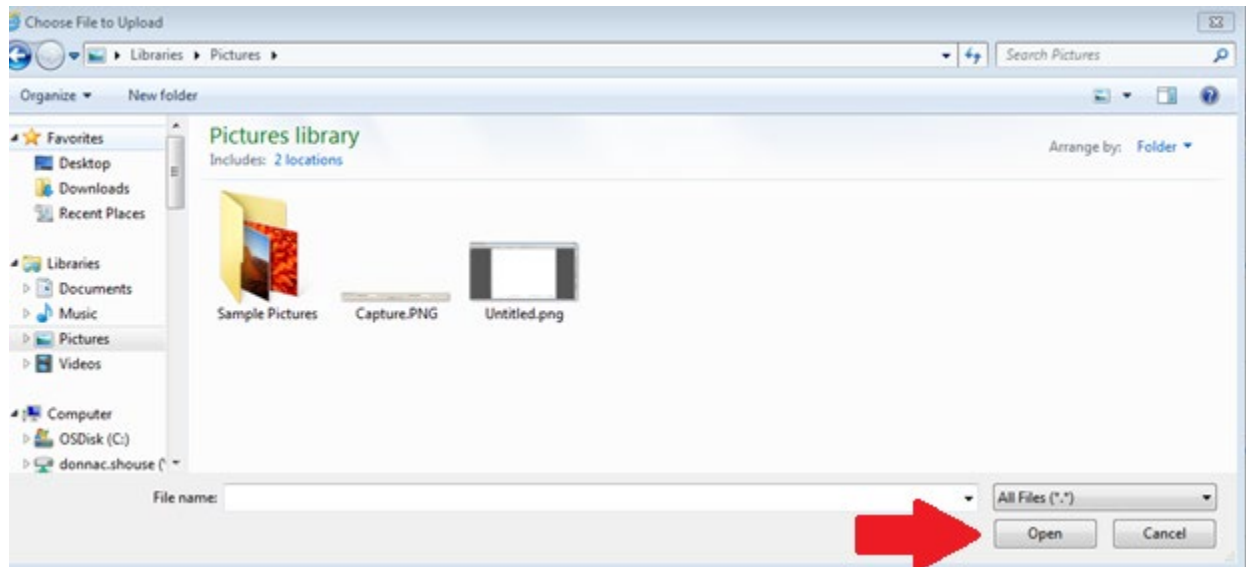 Choose File to Upload
Libraries Pictures
Search Pictures
Organize New folder
Favorites
Desktop
Downloads
Recent Places
Libraries
Documents
Music
Pictures
Videos
Computer
OSDisk (C:)
donnac.shouse (
Pictures library
Includes: 2 locations
Arrange by: Folder
Sample Pictures
Capture.PNG
Untitled.png
File name:
All Files (*.*)
Open Cancel